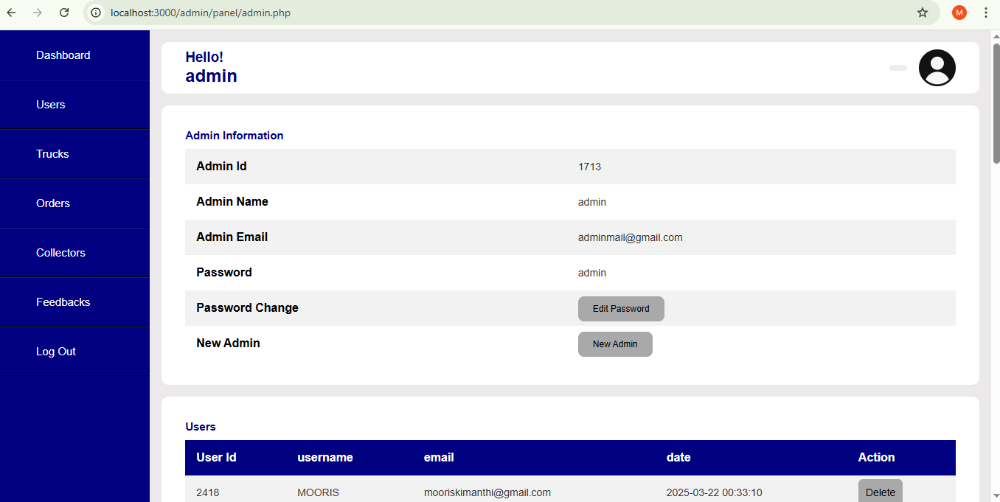 localhost:3000/admin/panel/admin.php
M
Dashboard
Users
Trucks
Orders
Collectors
Feedbacks
Log Out
Hello!
admin
Admin Information
Admin Id 1713
Admin Name admin
Admin Email adminmail@gmail.com
Password admin
Password Change Edit Password
New Admin New Admin
Users
User Id username email date Action
2418 MOORIS mooriskimanthi@gmail.com 2025-03-22 00:33:10 Delete